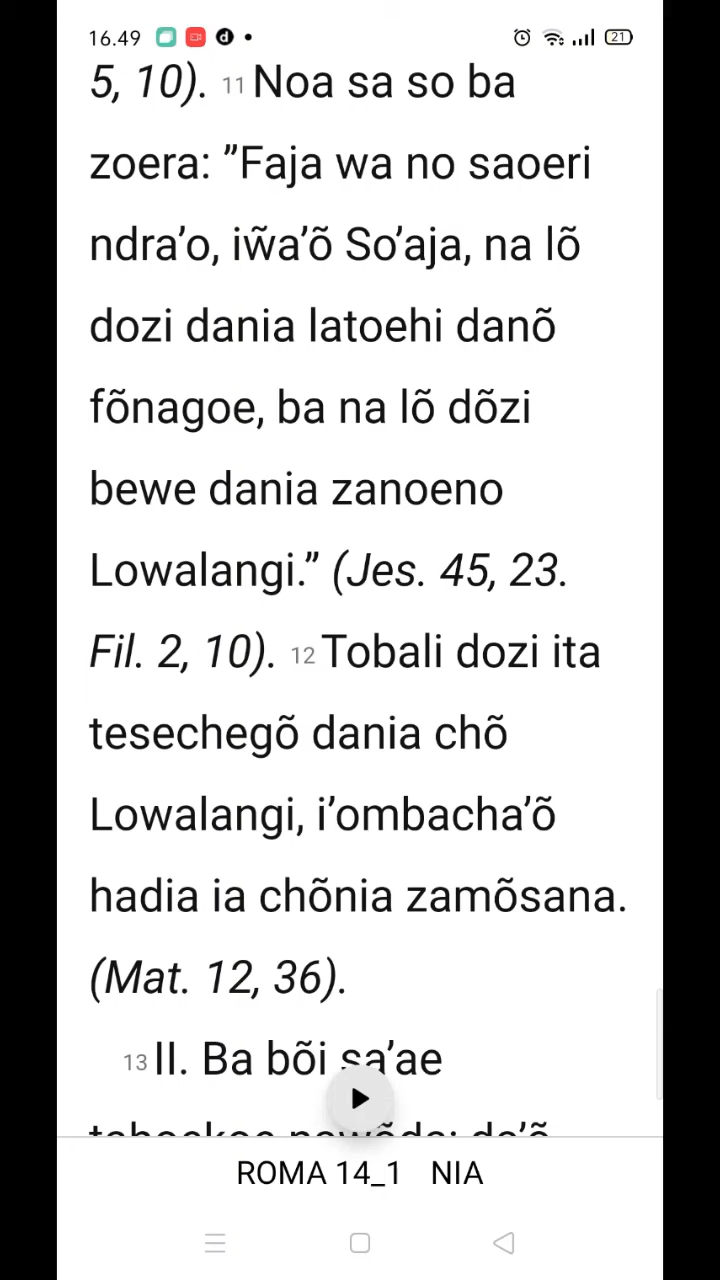 16.49
21
5, 10). 11 Noa sa so ba
zoera: ”Faja wa no saoeri
ndra’o, iw̃a’õ So’aja, na lõ
dozi dania latoehi danõ
fõnagoe, ba na lõ dõzi
bewe dania zanoeno
Lowalangi.” (Jes. 45, 23.
Fil. 2, 10). 12 Tobali dozi ita
tesechegõ dania chõ
Lowalangi, i’ombacha’õ
hadia ia chõnia zamõsana.
(Mat. 12, 36).
13 II. Ba bõi sa’ae
ROMA 14_1 NIA